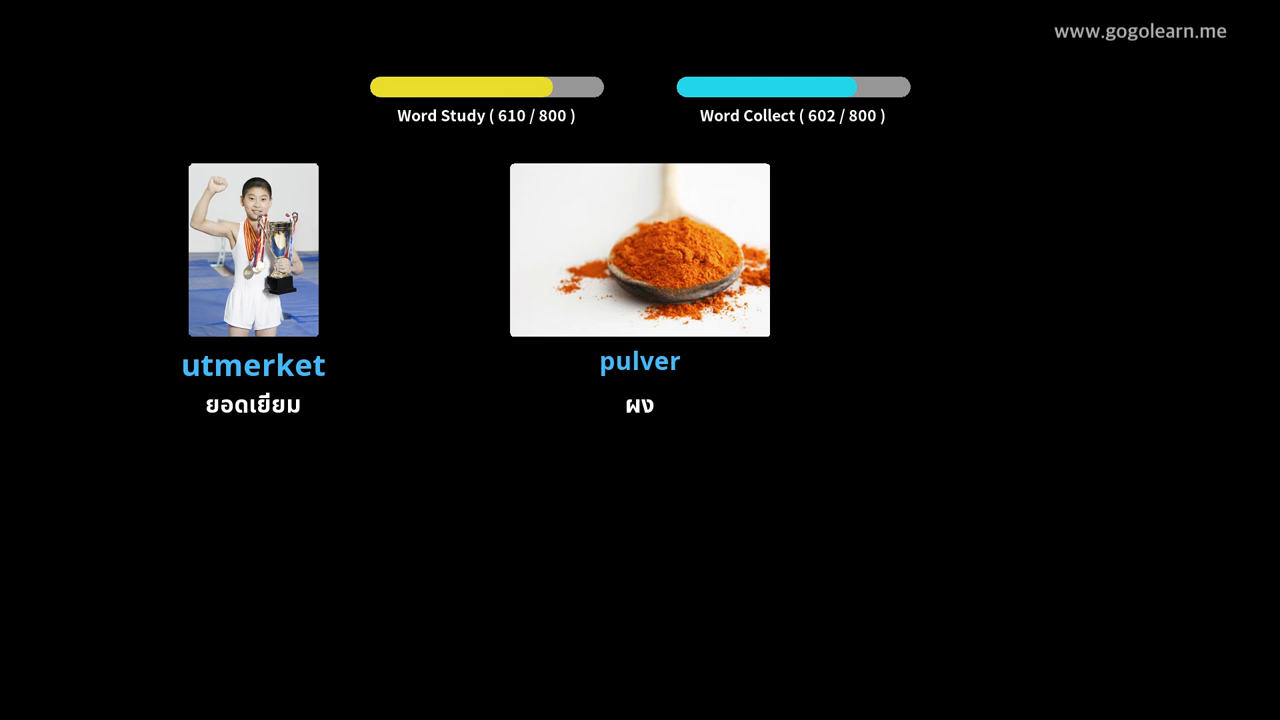 www.gogolearn.me
Word Study ( 610 / 800 )
Word Collect ( 602 / 800 )
utmerket
ยอดเยี่ยม
pulver
ผง